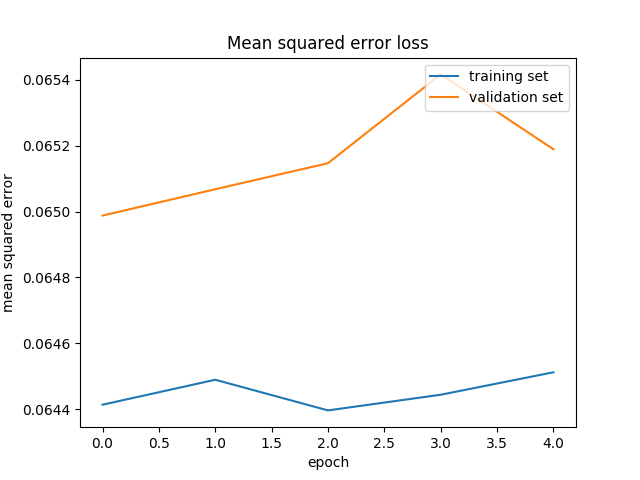 Mean squared error loss
training set
validation set
0.0654
0.0652
0.0650
0.0648
0.0646
0.0644
mean squared error
0.0 0.5 1.0 1.5 2.0 2.5 3.0 3.5 4.0
epoch